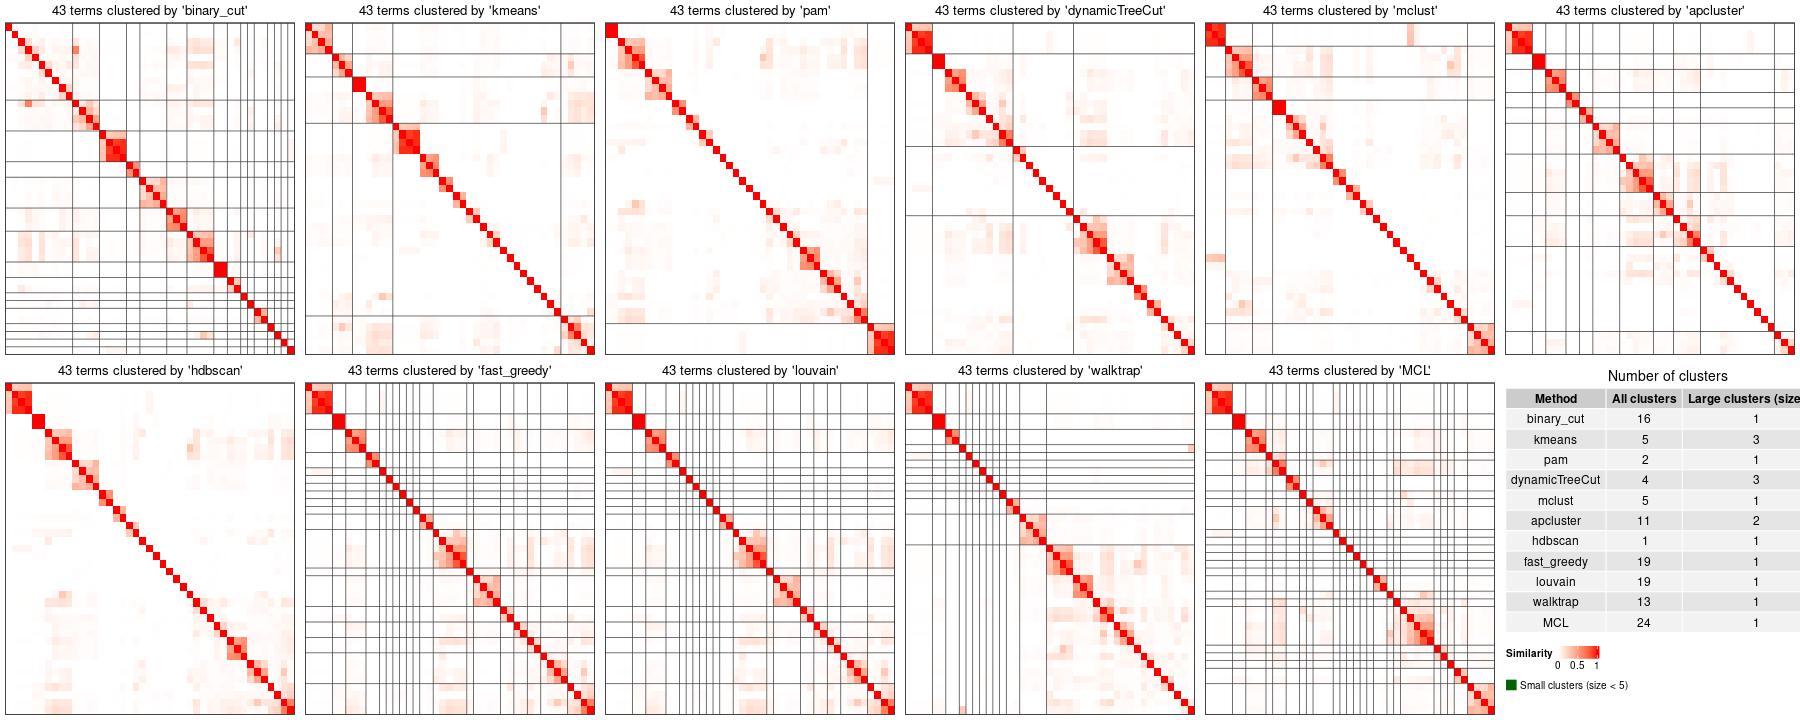 43 terms clustered by 'binary_cut'
43 terms clustered by 'kmeans'
43 terms clustered by 'pam'
43 terms clustered by 'dynamicTreeCut'
43 terms clustered by 'mclust'
43 terms clustered by 'apcluster'
43 terms clustered by 'hdbscan'
43 terms clustered by 'fast_greedy'
43 terms clustered by 'louvain'
43 terms clustered by 'walktrap'
43 terms clustered by 'MCL'
Number of clusters
Method All clusters Large clusters (size
binary_cut 16 1
kmeans 5 3
pam 2 1
dynamicTreeCut 4 3
mclust 5 1
apcluster 11 2
hdbscan 1 1
fast_greedy 19 1
louvain 19 1
walktrap 13 1
MCL 24 1
Similarity
0 0.5 1
Small clusters (size < 5)